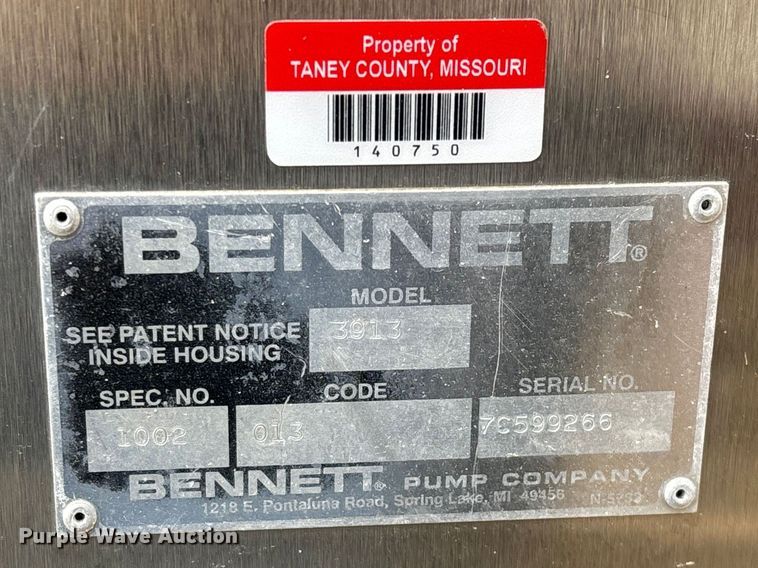 Property of
TANEY COUNTY, MISSOURI
140750
BENNETT®
MODEL
SEE PATENT NOTICE 3913
INSIDE HOUSING
SPEC. NO. CODE SERIAL NO.
1002 013 7C599266
BENNETT® PUMP COMPANY
1218 E. Pontaluna Road, Spring Lake, MI 49456
Purple Wave Auction